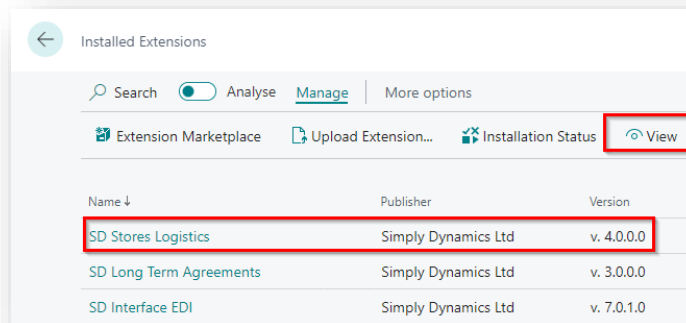 Installed Extensions
Search Analyse Manage More options
Extension Marketplace Upload Extension... Installation Status View
Name↓ Publisher Version
SD Stores Logistics Simply Dynamics Ltd v. 4.0.0.0
SD Long Term Agreements Simply Dynamics Ltd v. 3.0.0.0
SD Interface EDI Simply Dynamics Ltd v. 7.0.1.0